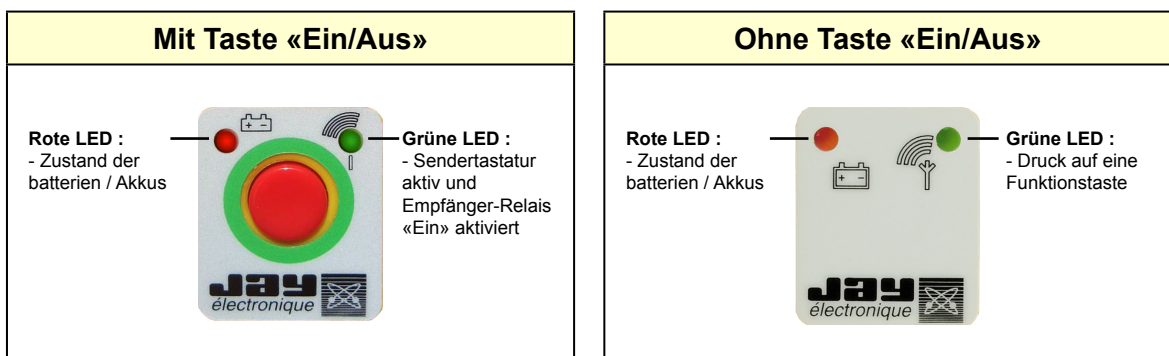 Mit Taste «Ein/Aus»
Rote LED :
- Zustand der
batterien / Akkus
Grüne LED :
- Sendertastatur
aktiv und
Empfänger-Relais
«Ein» aktiviert
Jay
électronique
Ohne Taste «Ein/Aus»
Rote LED :
- Zustand der
batterien / Akkus
Grüne LED :
- Druck auf eine
Funktionstaste
Jay
électronique